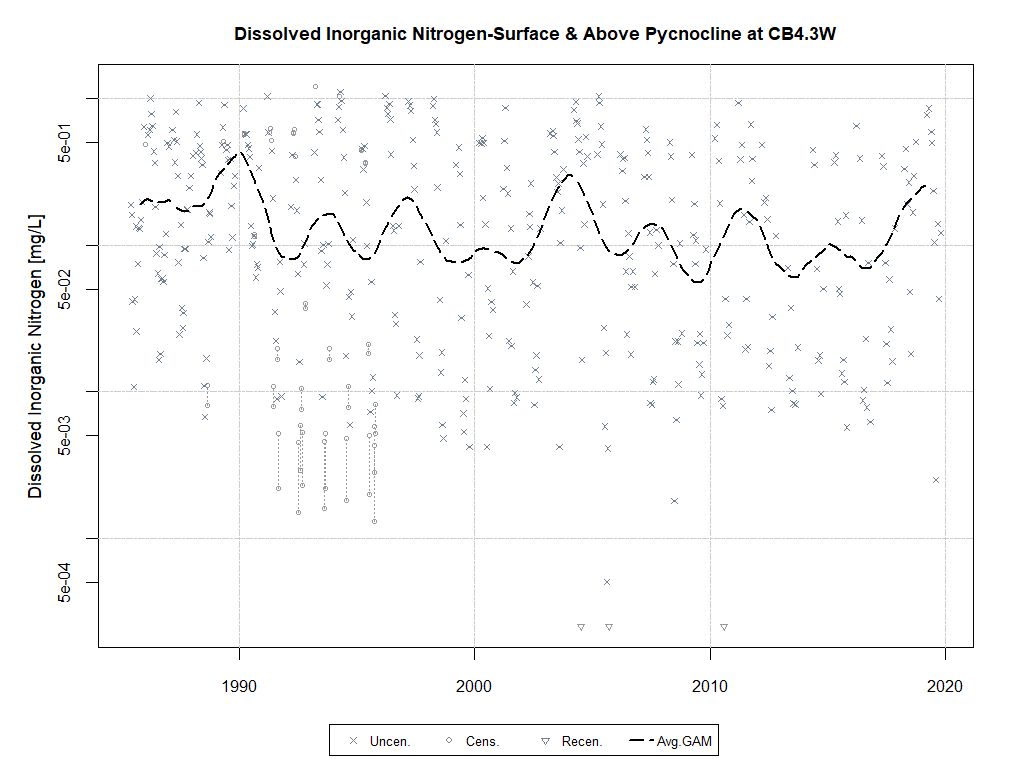 Dissolved Inorganic Nitrogen-Surface & Above Pycnocline at CB4.3W
Dissolved Inorganic Nitrogen [mg/L]
5e-01
5e-02
5e-03
5e-04
1990 2000 2010 2020
Uncen. Cens. Recen. Avg.GAM